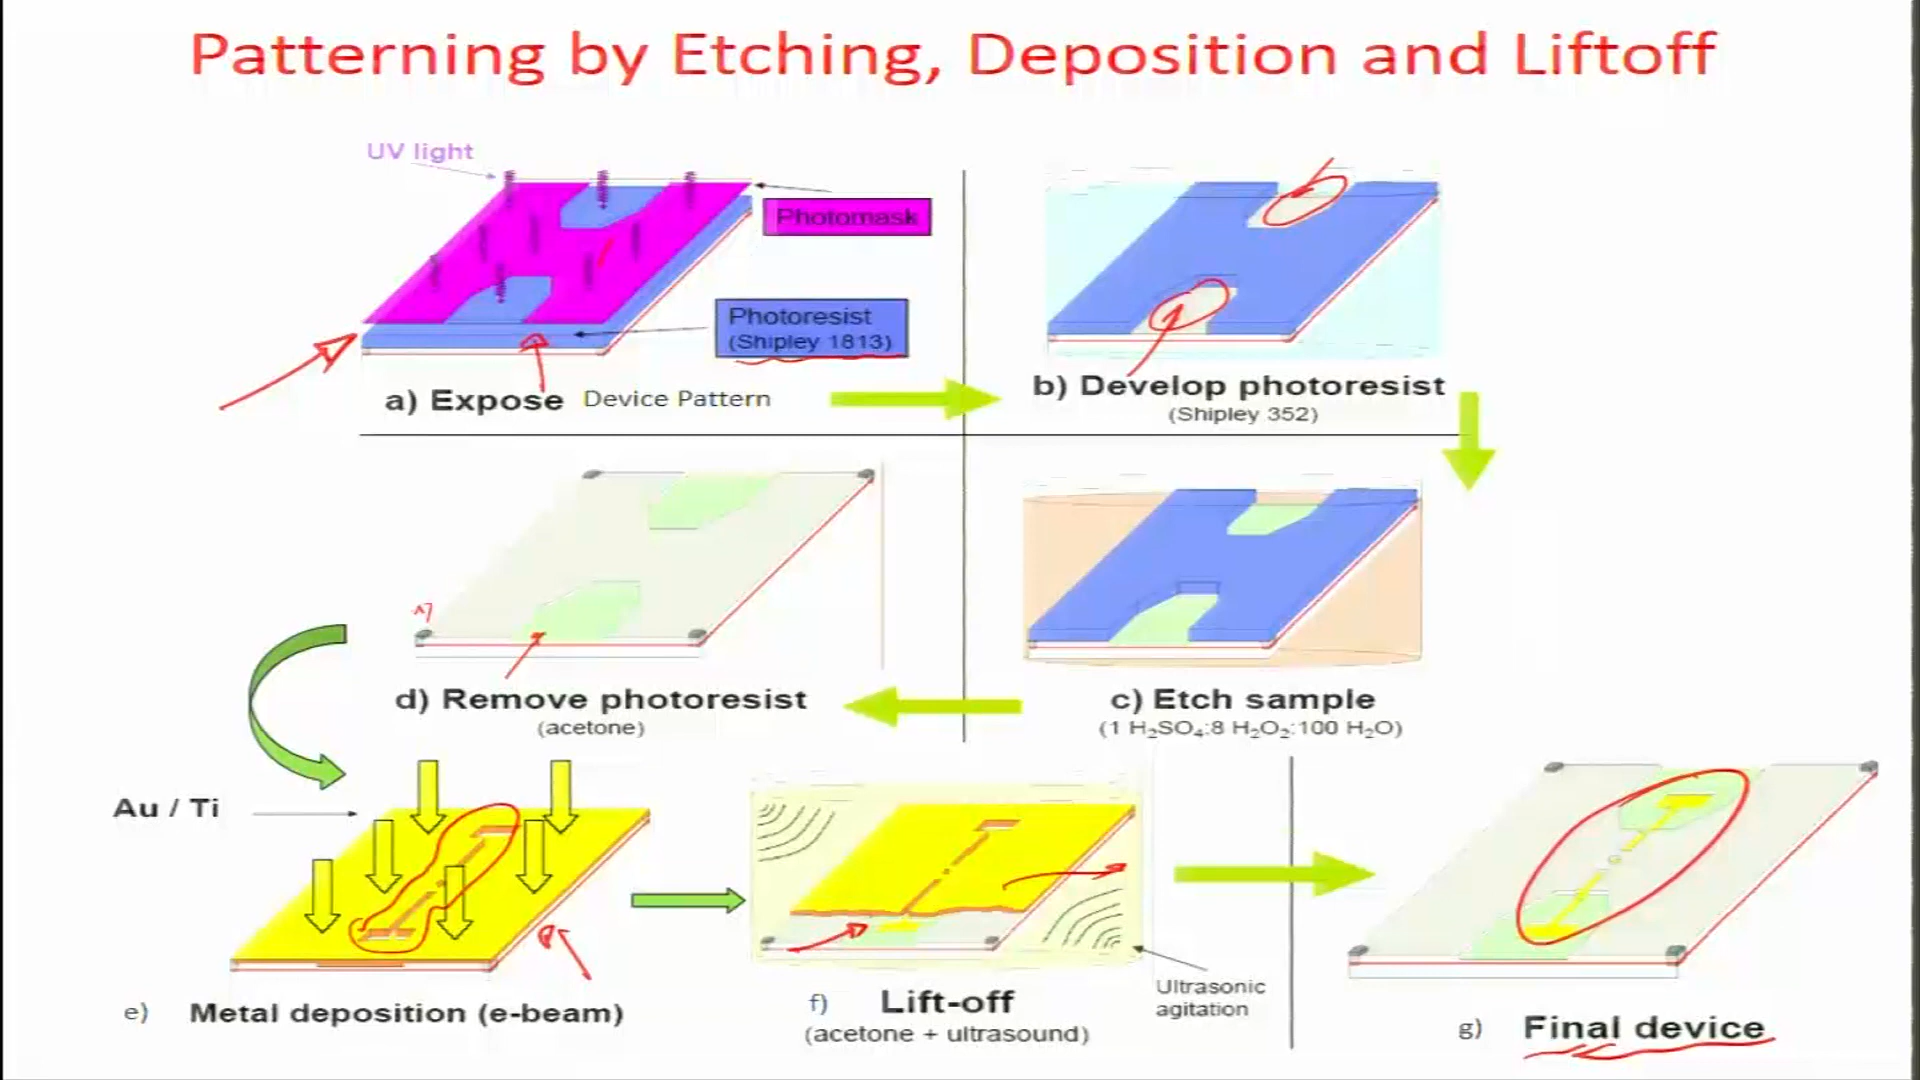 Patterning by Etching, Deposition and Liftoff
UV light
Photomask
Photoresist
(Shipley 1813)
a) Expose Device Pattern
b) Develop photoresist
(Shipley 352)
d) Remove photoresist
(acetone)
c) Etch sample
(1 H₂SO₄:8 H₂O₂:100 H₂O)
Au / Ti
e) Metal deposition (e-beam)
f) Lift-off
(acetone + ultrasound)
Ultrasonic
agitation
g) Final device